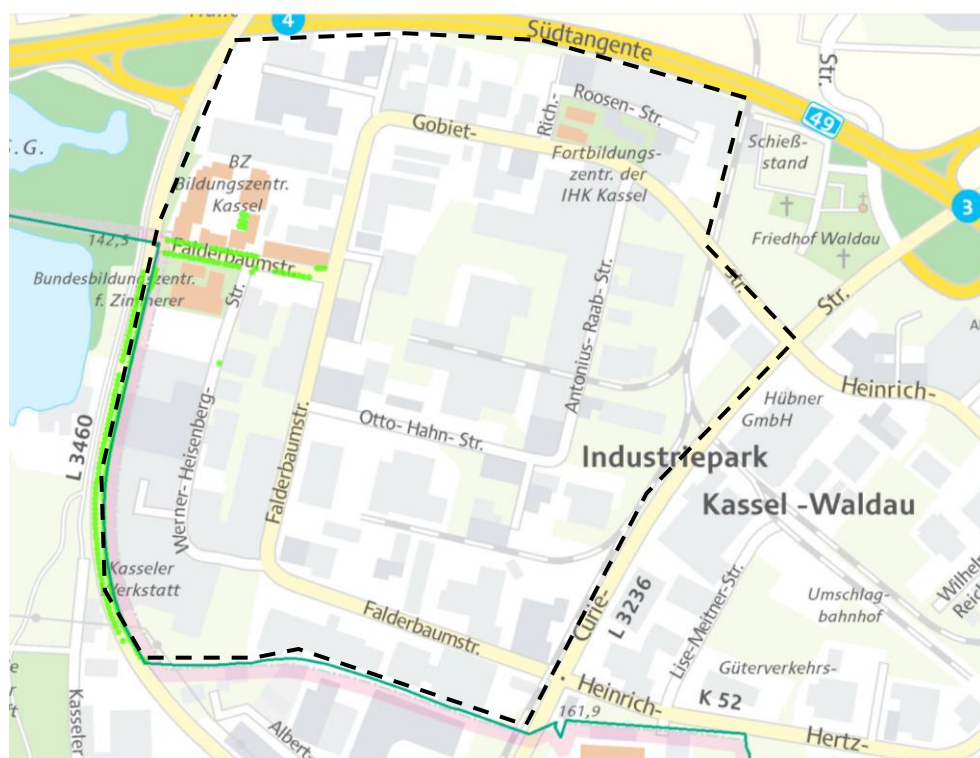 4
Südtangente
Str.
49
3
S. G.
Roosen- Str.
Rich.-
Gobiet-
Schieß-
stand
BZ
Bildungszentr.
Kassel
Fortbildungs-
zentr. der
IHK Kassel
Friedhof Waldau
142,5
Falderbaumstr.
Bundesbildungszentr.
f. Zimmerer
Str.
Str.
Str.
Antonius- Raab- Str.
Heinrich-
Hübner
GmbH
L 3460
Werner- Heisenberg-
Falderbaumstr.
Otto- Hahn- Str.
Industriepark
Kassel -Waldau
Kasseler
Werkstatt
Falderbaumstr.
Curie-
L 3236
Lise-Meitner-Str.
Umschlag-
bahnhof
Wilhelm
Güterverkehrs-
Heinrich-
K 52
Hertz-
161,9
Kasseler
Albert-